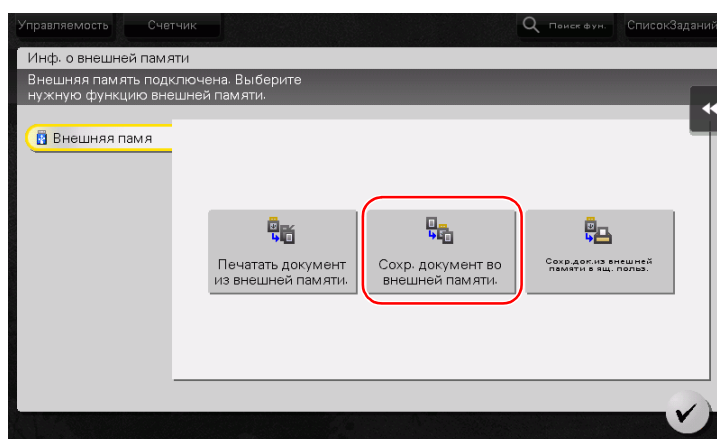 Управляемость Счетчик Поиск фун. СписокЗаданий
Инф. о внешней памяти
Внешняя память подключена. Выберите
нужную функцию внешней памяти.
Внешняя памя
Печатать документ
из внешней памяти.
Сохр. документ во
внешней памяти.
Сохр.док.из внешней
памяти в ящ. польз.